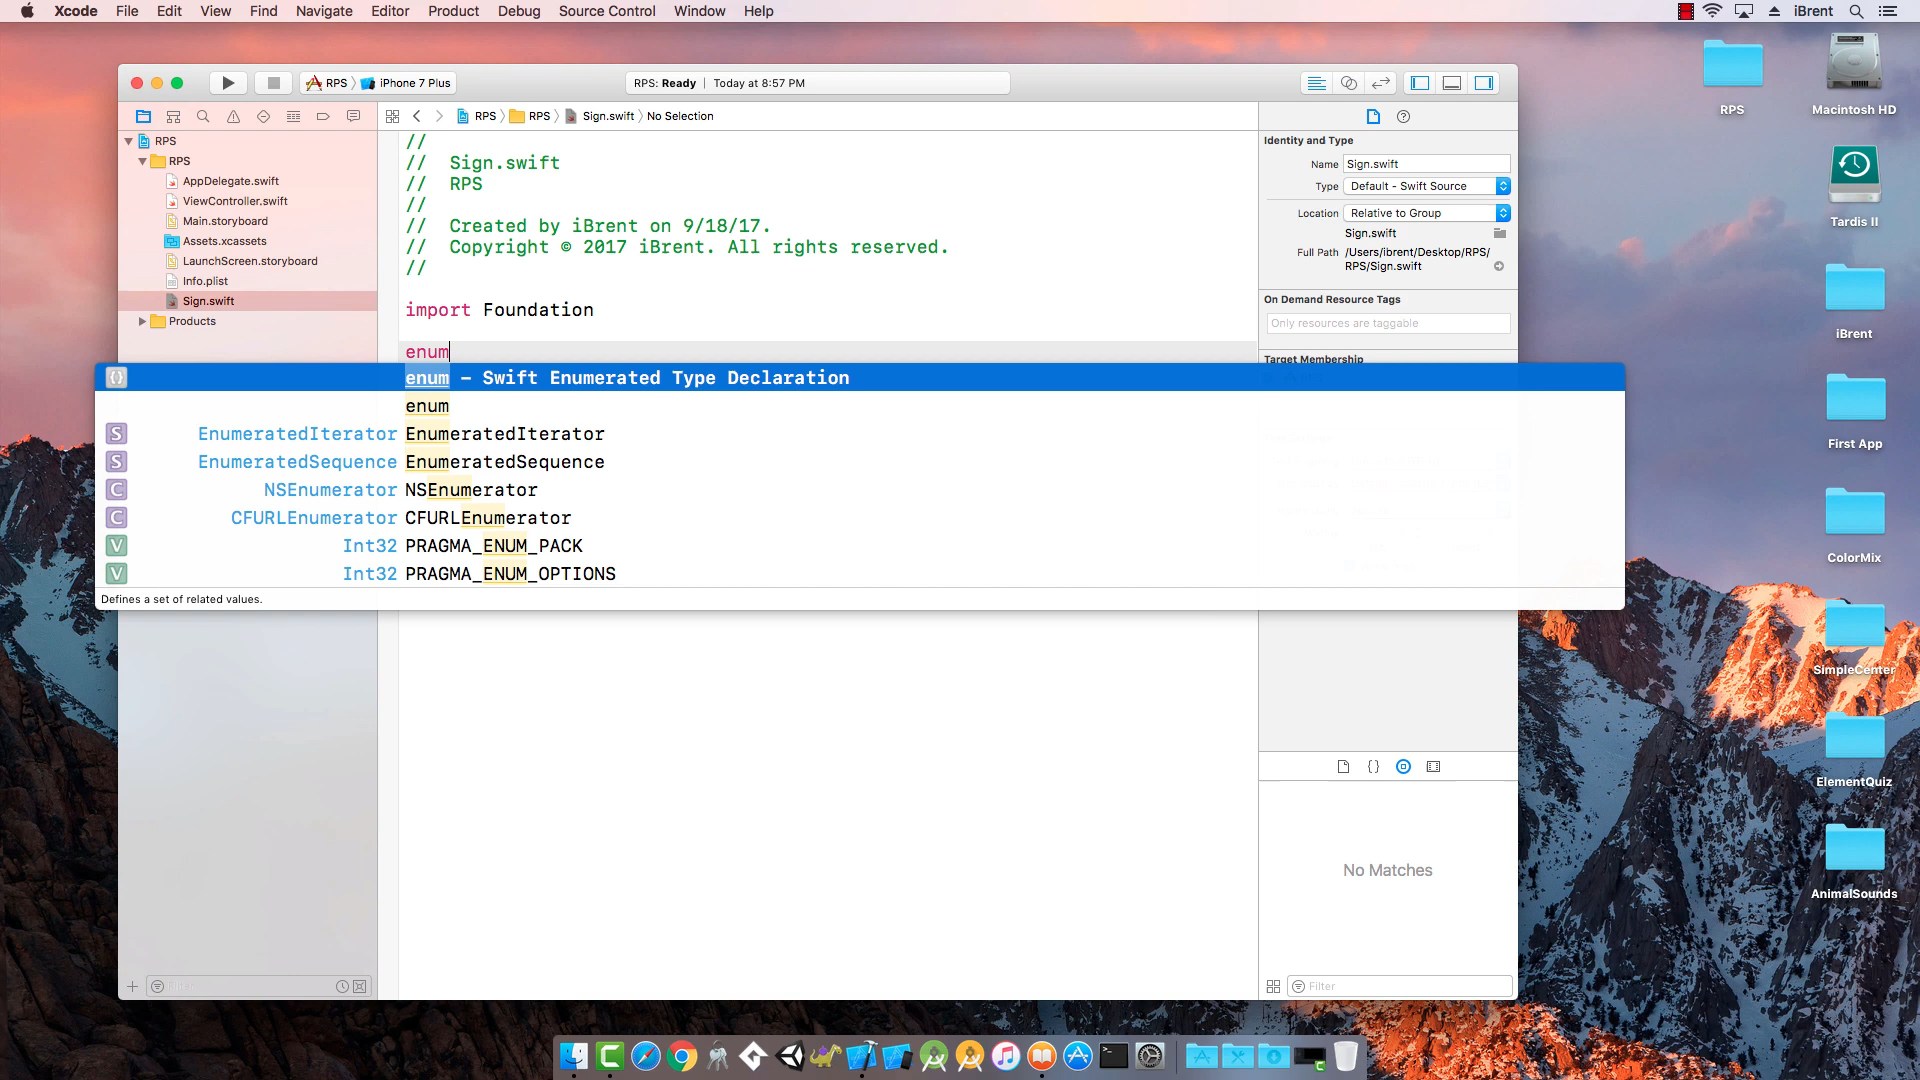 Xcode File Edit View Find Navigate Editor Product Debug Source Control Window Help iBrent
RPS iPhone 7 Plus RPS: Ready | Today at 8:57 PM
RPS RPS Sign.swift No Selection
RPS
RPS
AppDelegate.swift
ViewController.swift
Main.storyboard
Assets.xcassets
LaunchScreen.storyboard
Info.plist
Sign.swift
Products
//
// Sign.swift
// RPS
//
// Created by iBrent on 9/18/17.
// Copyright © 2017 iBrent. All rights reserved.
//
import Foundation
enum
{} enum – Swift Enumerated Type Declaration
enum
S EnumeratedIterator EnumeratedIterator
S EnumeratedSequence EnumeratedSequence
C NSEnumerator NSEnumerator
C CFURLEnumerator CFURLEnumerator
V Int32 PRAGMA_ENUM_PACK
V Int32 PRAGMA_ENUM_OPTIONS
Defines a set of related values.
Identity and Type
Name Sign.swift
Type Default - Swift Source
Location Relative to Group
Sign.swift
Full Path /Users/ibrent/Desktop/RPS/
RPS/Sign.swift
On Demand Resource Tags
Only resources are taggable
Target Membership
{}
No Matches
Filter
Filter
RPS
Macintosh HD
Tardis II
iBrent
First App
ColorMix
SimpleCenter
ElementQuiz
AnimalSounds